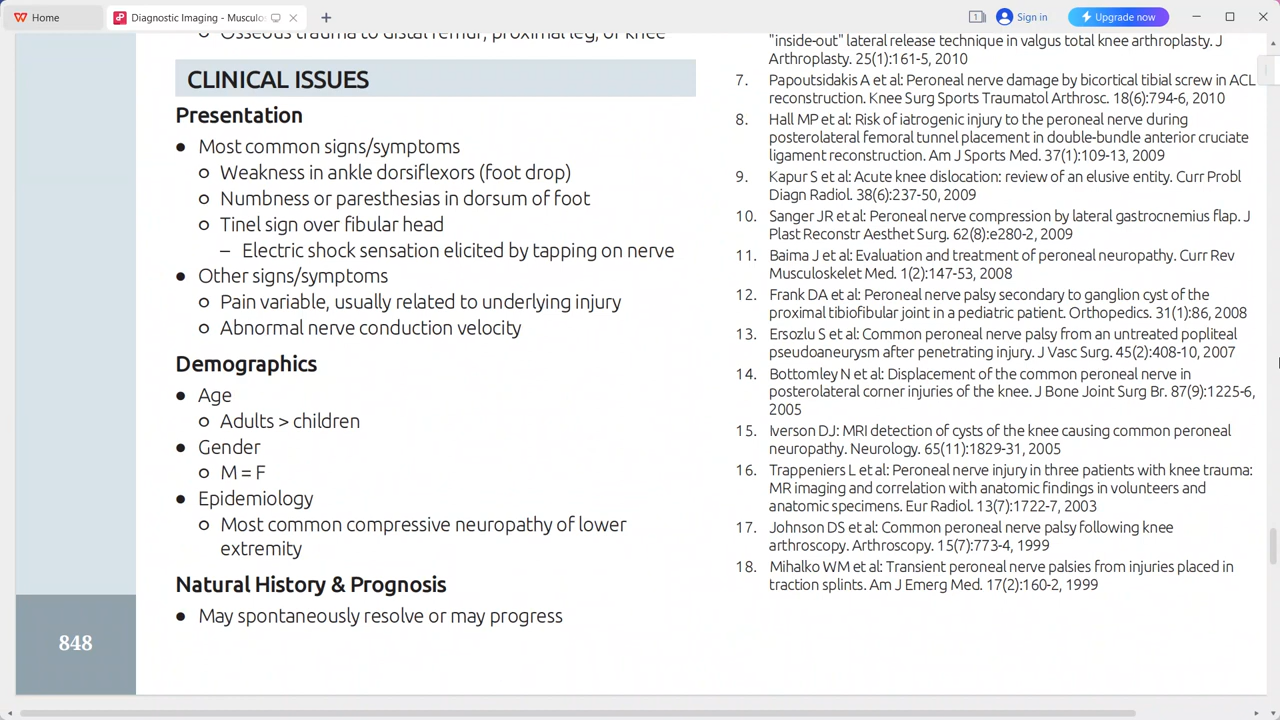 Home
Diagnostic Imaging - Musculos
1
Sign in
Upgrade now
Osseous trauma to distal femur, proximal leg, or knee
CLINICAL ISSUES
Presentation
● Most common signs/symptoms
o Weakness in ankle dorsiflexors (foot drop)
o Numbness or paresthesias in dorsum of foot
o Tinel sign over fibular head
– Electric shock sensation elicited by tapping on nerve
● Other signs/symptoms
o Pain variable, usually related to underlying injury
o Abnormal nerve conduction velocity
Demographics
● Age
o Adults > children
● Gender
o M = F
● Epidemiology
o Most common compressive neuropathy of lower
extremity
Natural History & Prognosis
● May spontaneously resolve or may progress
848
"inside-out" lateral release technique in valgus total knee arthroplasty. J
Arthroplasty. 25(1):161-5, 2010
7. Papoutsidakis A et al: Peroneal nerve damage by bicortical tibial screw in ACL
reconstruction. Knee Surg Sports Traumatol Arthrosc. 18(6):794-6, 2010
8. Hall MP et al: Risk of iatrogenic injury to the peroneal nerve during
posterolateral femoral tunnel placement in double-bundle anterior cruciate
ligament reconstruction. Am J Sports Med. 37(1):109-13, 2009
9. Kapur S et al: Acute knee dislocation: review of an elusive entity. Curr Probl
Diagn Radiol. 38(6):237-50, 2009
10. Sanger JR et al: Peroneal nerve compression by lateral gastrocnemius flap. J
Plast Reconstr Aesthet Surg. 62(8):e280-2, 2009
11. Baima J et al: Evaluation and treatment of peroneal neuropathy. Curr Rev
Musculoskelet Med. 1(2):147-53, 2008
12. Frank DA et al: Peroneal nerve palsy secondary to ganglion cyst of the
proximal tibiofibular joint in a pediatric patient. Orthopedics. 31(1):86, 2008
13. Ersozlu S et al: Common peroneal nerve palsy from an untreated popliteal
pseudoaneurysm after penetrating injury. J Vasc Surg. 45(2):408-10, 2007
14. Bottomley N et al: Displacement of the common peroneal nerve in
posterolateral corner injuries of the knee. J Bone Joint Surg Br. 87(9):1225-6,
2005
15. Iverson DJ: MRI detection of cysts of the knee causing common peroneal
neuropathy. Neurology. 65(11):1829-31, 2005
16. Trappeniers L et al: Peroneal nerve injury in three patients with knee trauma:
MR imaging and correlation with anatomic findings in volunteers and
anatomic specimens. Eur Radiol. 13(7):1722-7, 2003
17. Johnson DS et al: Common peroneal nerve palsy following knee
arthroscopy. Arthroscopy. 15(7):773-4, 1999
18. Mihalko WM et al: Transient peroneal nerve palsies from injuries placed in
traction splints. Am J Emerg Med. 17(2):160-2, 1999